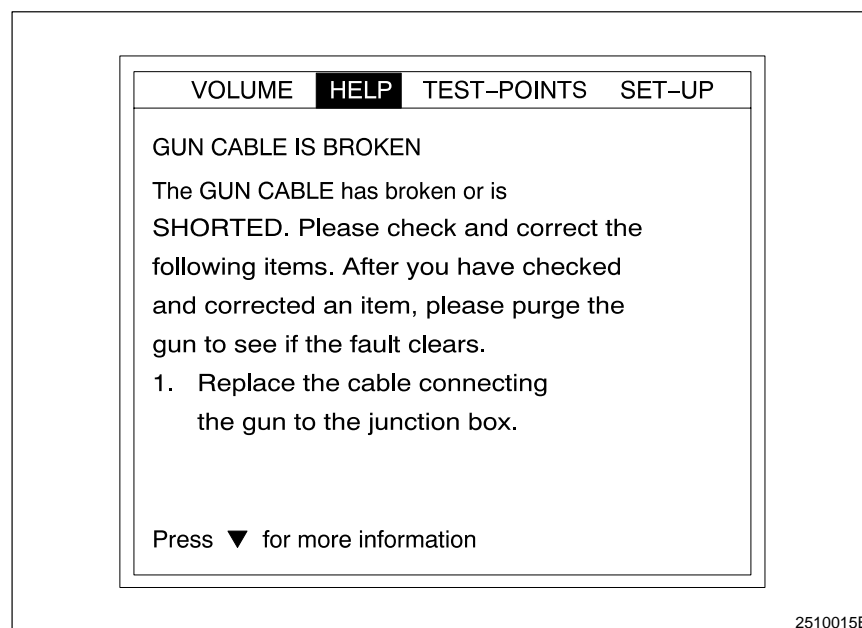 VOLUME HELP TEST–POINTS SET–UP
GUN CABLE IS BROKEN
The GUN CABLE has broken or is
SHORTED. Please check and correct the
following items. After you have checked
and corrected an item, please purge the
gun to see if the fault clears.
1. Replace the cable connecting
the gun to the junction box.
Press ▼ for more information
2510015B